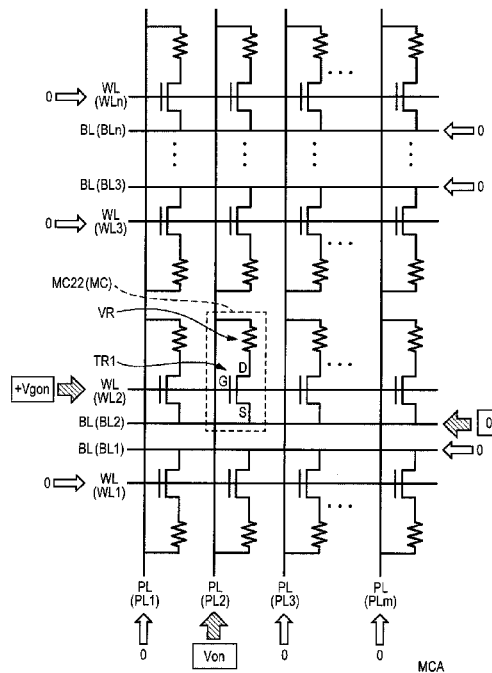 0 WL
(WLn)
BL(BLn) 0
BL(BL3) 0
0 WL
(WL3)
MC22(MC)
VR
TR1 G D
+Vgon WL
(WL2)
S
BL(BL2) 0
BL(BL1) 0
0 WL
(WL1)
PL PL PL PL
(PL1) (PL2) (PL3) (PLm)
0 Von 0 0
MCA